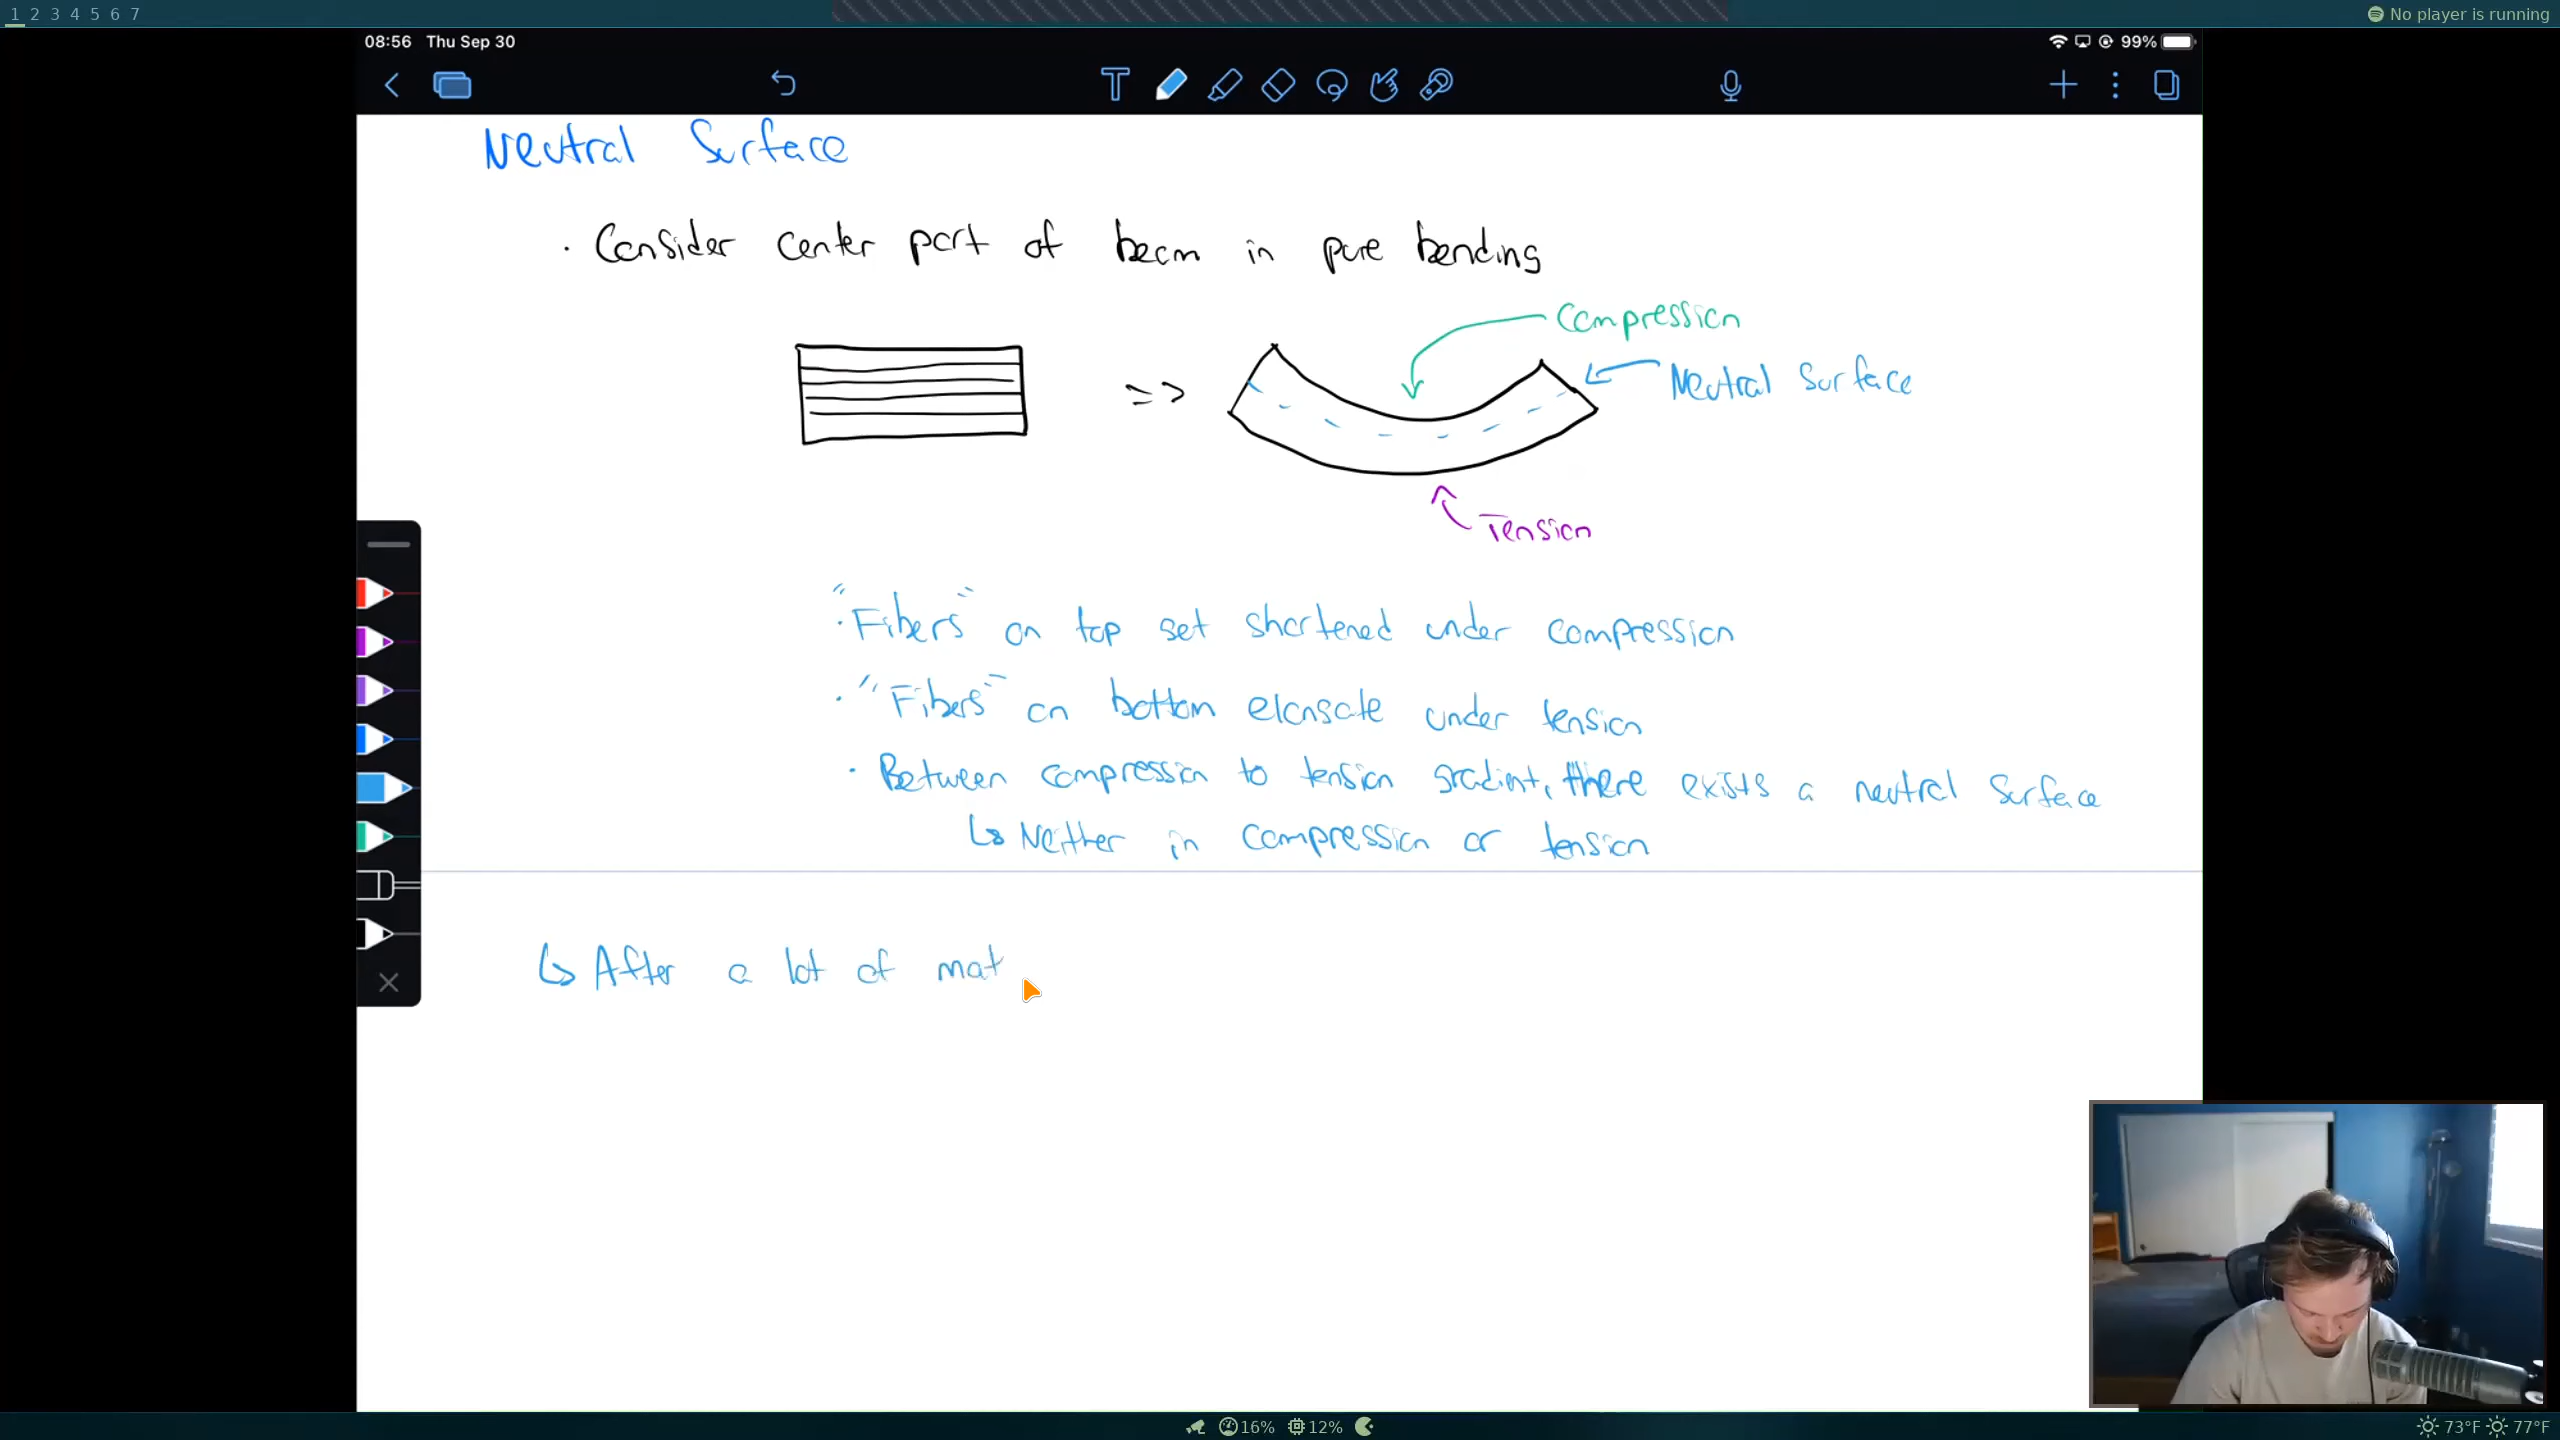 1 2 3 4 5 6 7
No player is running
08:56 Thu Sep 30
99%
Neutral Surface
· Consider center part of beam in pure bending
Compression
=> Neutral Surface
Tension
· "Fibers" on top get shortened under compression
· "Fibers" on bottom elongate under tension
· Between compression to tension gradient, there exists a neutral surface
↳ Neither in compression or tension
↳ After a lot of mat
16% 12%
73°F 77°F